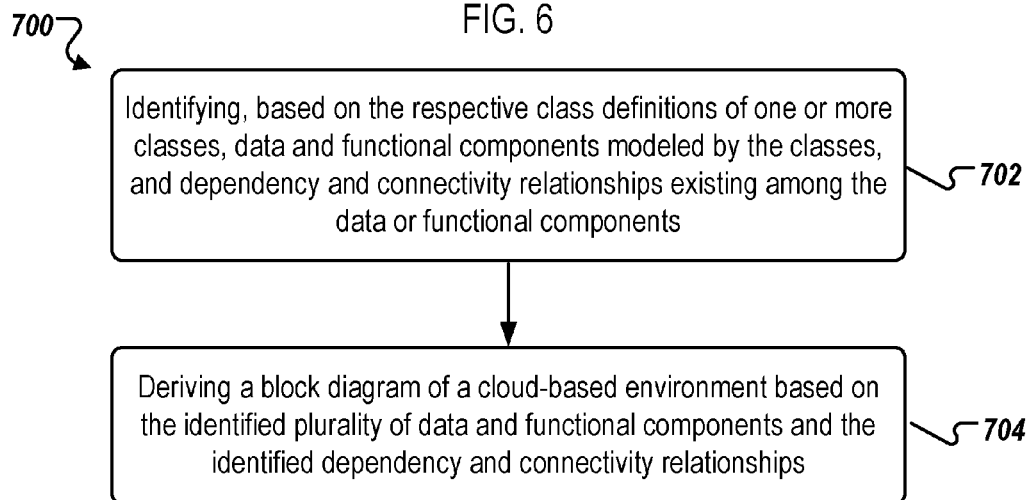 700
FIG. 6
Identifying, based on the respective class definitions of one or more
classes, data and functional components modeled by the classes,
and dependency and connectivity relationships existing among the
data or functional components
702
Deriving a block diagram of a cloud-based environment based on
the identified plurality of data and functional components and the
identified dependency and connectivity relationships
704